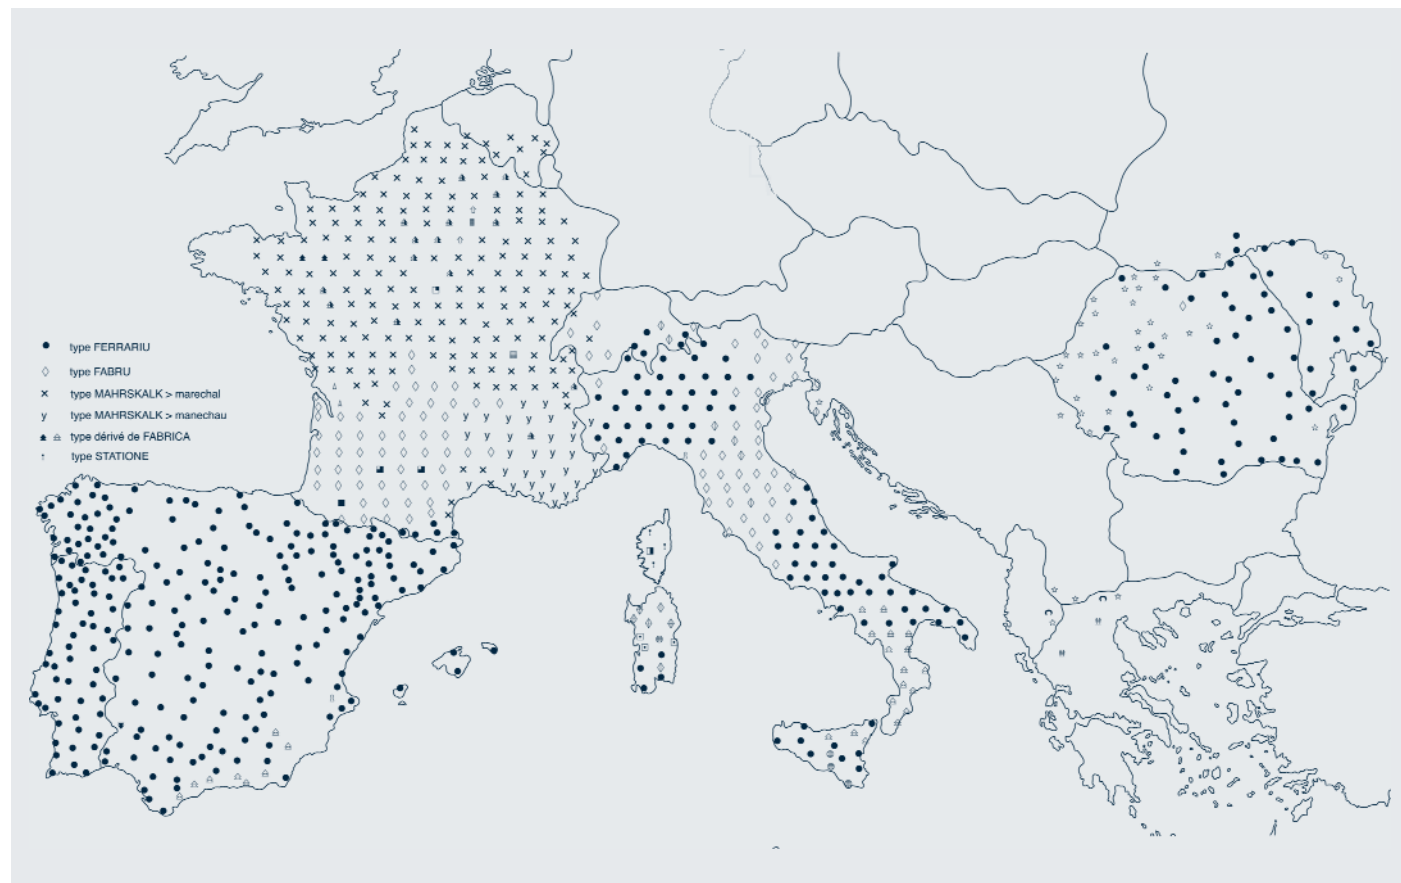 type FERRARIU
type FABRU
type MAHRSKALK > marechal
type MAHRSKALK > manechau
type dérivé de FABRICA
type STATIONE